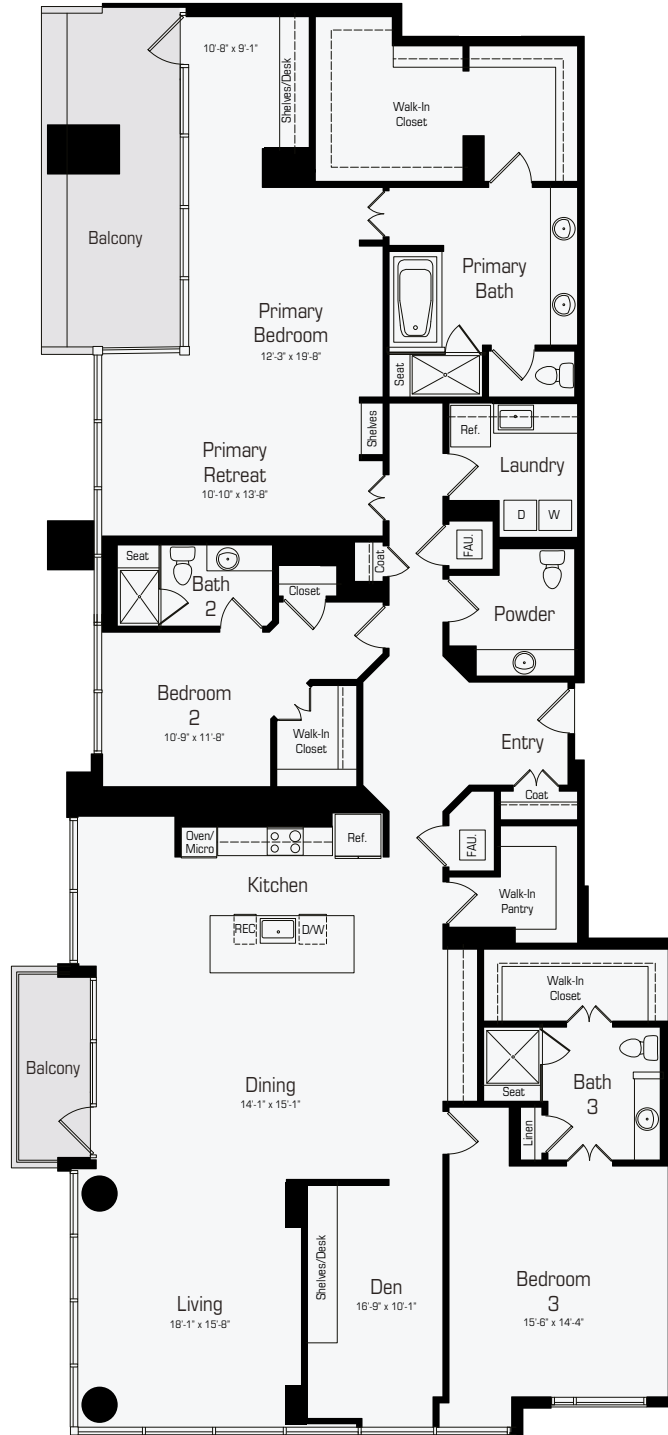 10'-8" x 9'-1"
Shelves/Desk
Walk-In
Closet
Balcony
Primary
Bath
Primary
Bedroom
12'-3" x 19'-8"
Seat
Shelves
Primary
Retreat
10'-10" x 13'-8"
Ref.
Laundry
D
W
FAU.
Coat
Seat
Bath
2
Closet
Powder
Bedroom
2
10'-9" x 11'-8"
Walk-In
Closet
Entry
Coat
Oven/
Micro
Ref.
FAU.
Kitchen
Walk-In
Pantry
REC
D/W
Walk-In
Closet
Balcony
Dining
14'-1" x 15'-1"
Seat
Bath
3
Linen
Shelves/Desk
Living
18'-1" x 15'-8"
Den
16'-9" x 10'-1"
Bedroom
3
15'-6" x 14'-4"